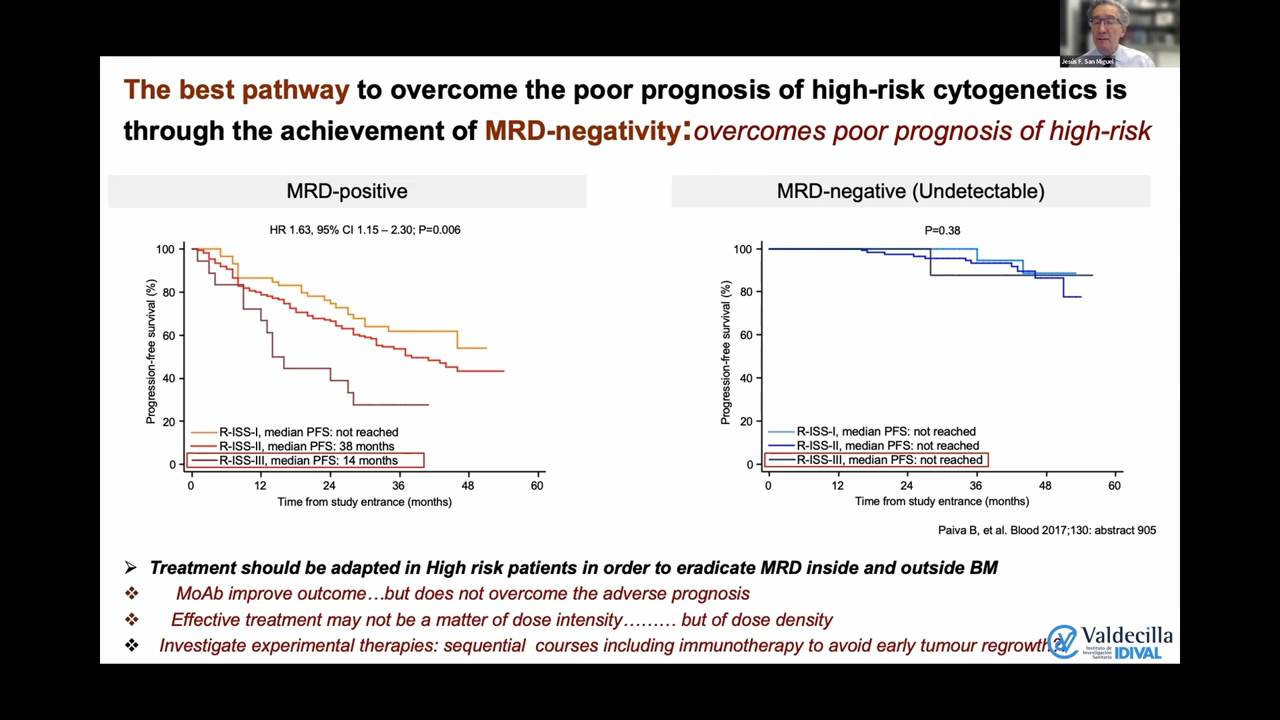 Jesús F. San Miguel
The best pathway to overcome the poor prognosis of high-risk cytogenetics is
through the achievement of MRD-negativity:overcomes poor prognosis of high-risk
MRD-positive
HR 1.63, 95% CI 1.15 – 2.30; P=0.006
Progression-free survival (%)
100
80
60
40
20
0
R-ISS-I, median PFS: not reached
R-ISS-II, median PFS: 38 months
R-ISS-III, median PFS: 14 months
0 12 24 36 48 60
Time from study entrance (months)
MRD-negative (Undetectable)
P=0.38
Progression-free survival (%)
100
80
60
40
20
0
R-ISS-I, median PFS: not reached
R-ISS-II, median PFS: not reached
R-ISS-III, median PFS: not reached
0 12 24 36 48 60
Time from study entrance (months)
Paiva B, et al. Blood 2017;130: abstract 905
Treatment should be adapted in High risk patients in order to eradicate MRD inside and outside BM
MoAb improve outcome…but does not overcome the adverse prognosis
Effective treatment may not be a matter of dose intensity……… but of dose density
Investigate experimental therapies: sequential courses including immunotherapy to avoid early tumour regrowth
Valdecilla
Instituto de
Investigación
Sanitaria
IDIVAL